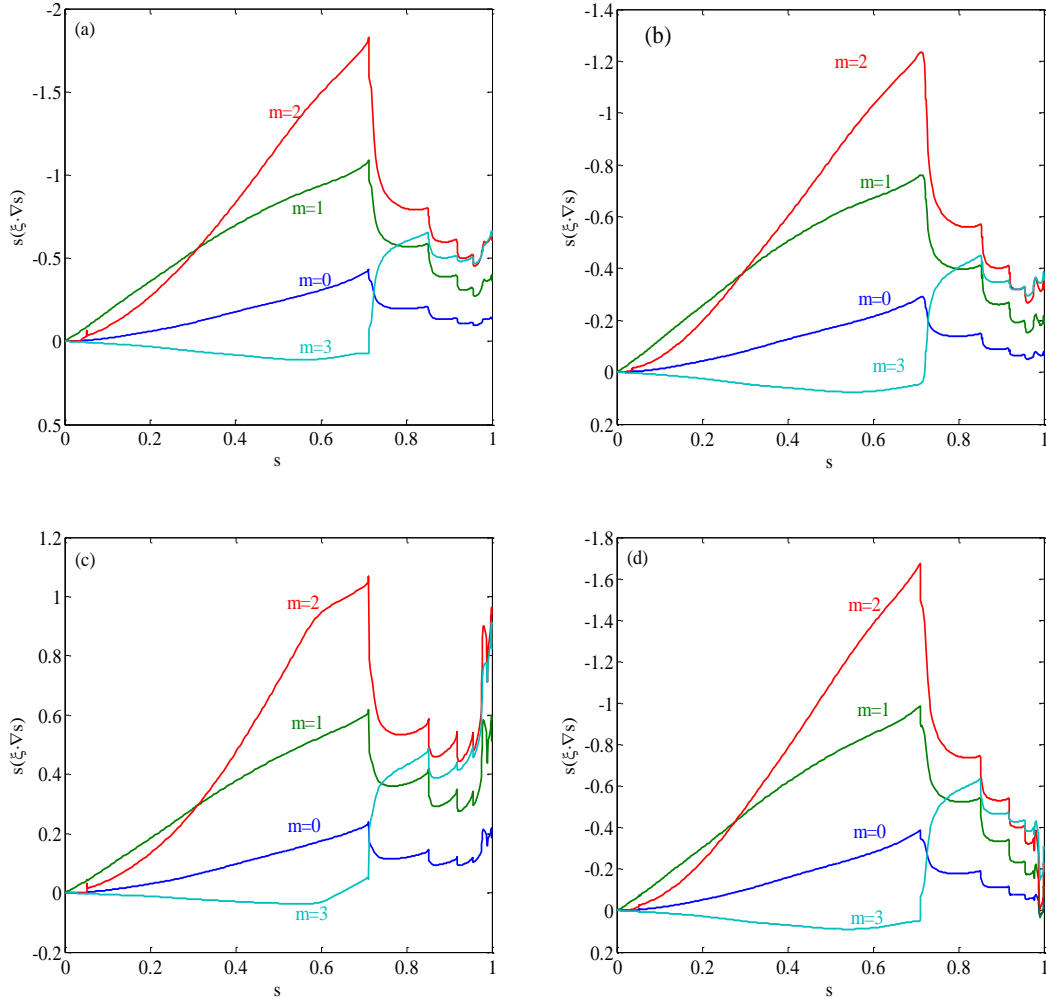 (a)
-2
-1.5
-1
-0.5
0
0.5
s(ξ·∇s)
m=2
m=1
m=0
m=3
0 0.2 0.4 0.6 0.8 1
s
(b)
-1.4
-1.2
-1
-0.8
-0.6
-0.4
-0.2
0
0.2
s(ξ·∇s)
m=2
m=1
m=0
m=3
0 0.2 0.4 0.6 0.8 1
s
(c)
1.2
1
0.8
0.6
0.4
0.2
0
-0.2
s(ξ·∇s)
m=2
m=1
m=0
m=3
0 0.2 0.4 0.6 0.8 1
s
(d)
-1.8
-1.6
-1.4
-1.2
-1
-0.8
-0.6
-0.4
-0.2
0
0.2
s(ξ·∇s)
m=2
m=1
m=0
m=3
0 0.2 0.4 0.6 0.8 1
s